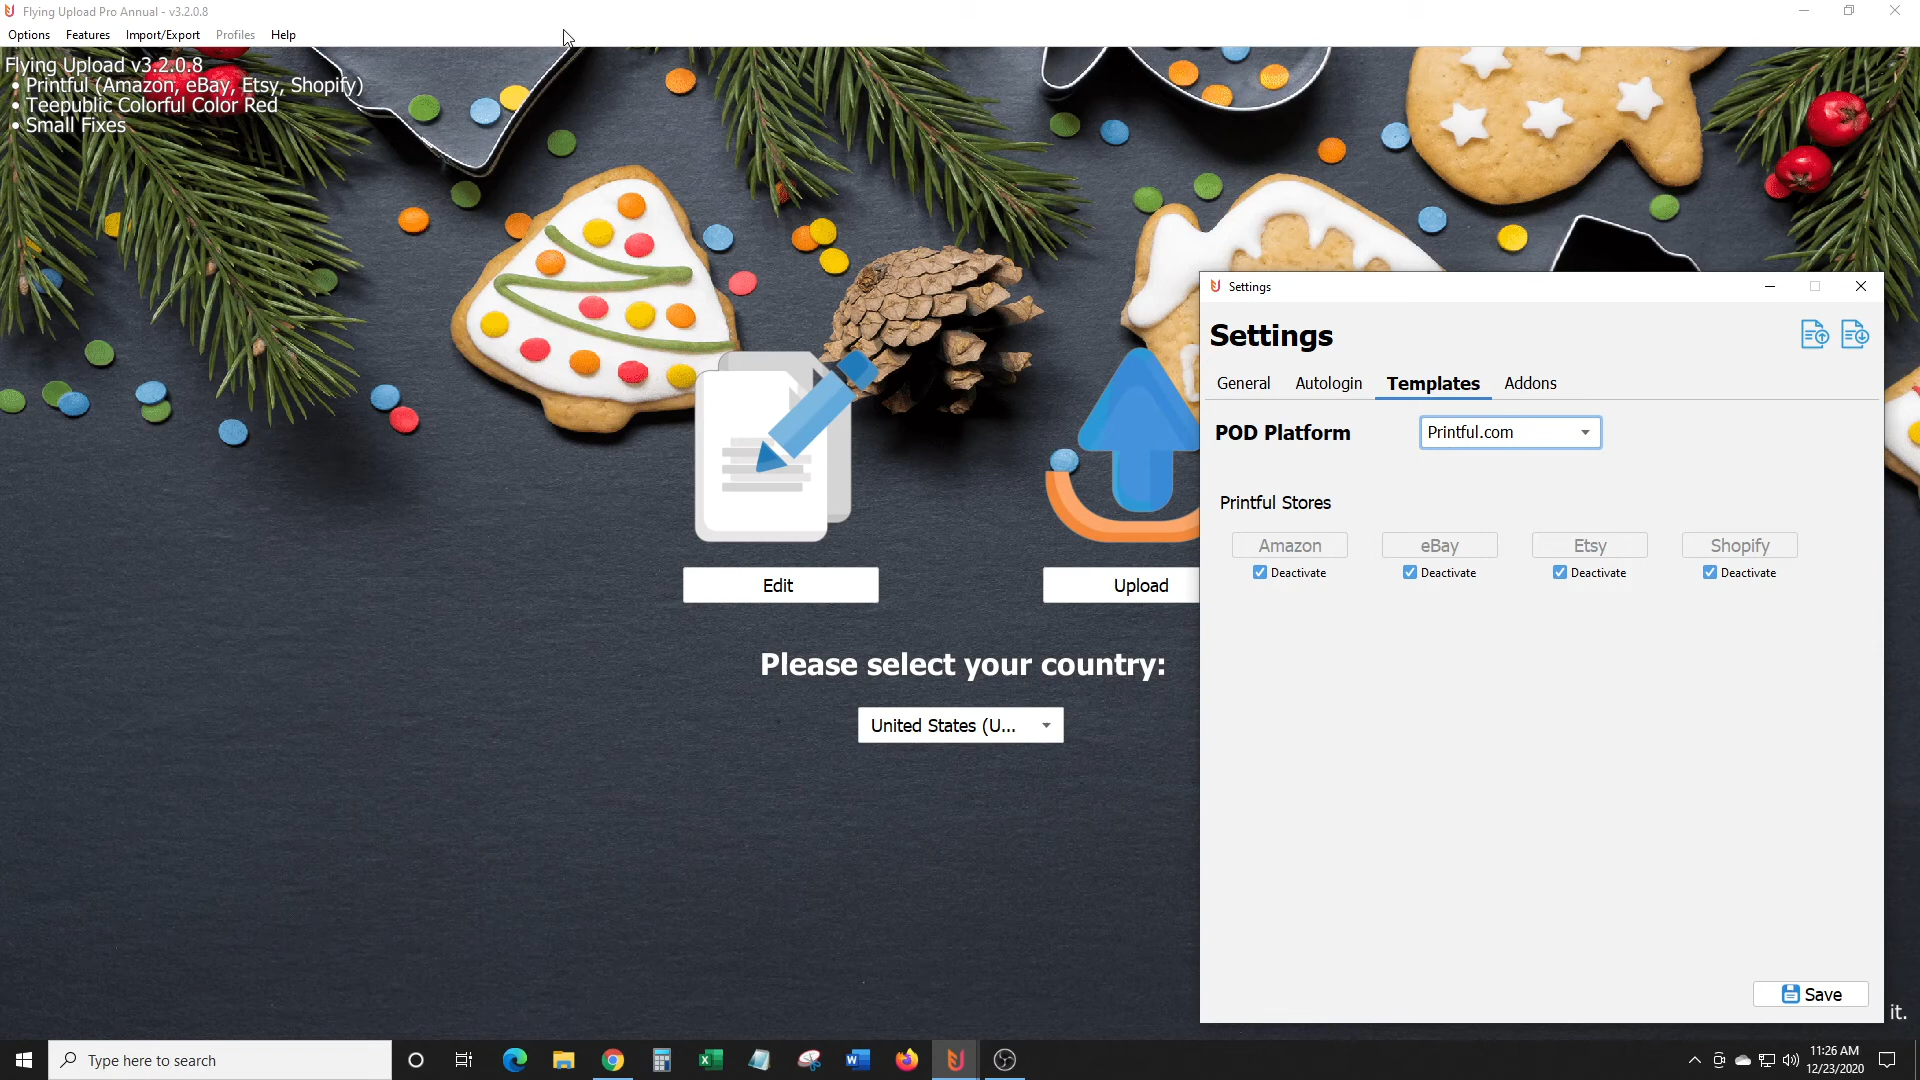 Flying Upload Pro Annual - v3.2.0.8
Options Features Import/Export Profiles Help
Flying Upload v3.2.0.8
• Printful (Amazon, eBay, Etsy, Shopify)
• Teepublic Colorful Color Red
• Small Fixes
Edit
Upload
Please select your country:
United States (U...
Settings
Settings
General Autologin Templates Addons
POD Platform Printful.com
Printful Stores
Amazon eBay Etsy Shopify
Deactivate Deactivate Deactivate Deactivate
Save
it.
Type here to search
11:26 AM
12/23/2020